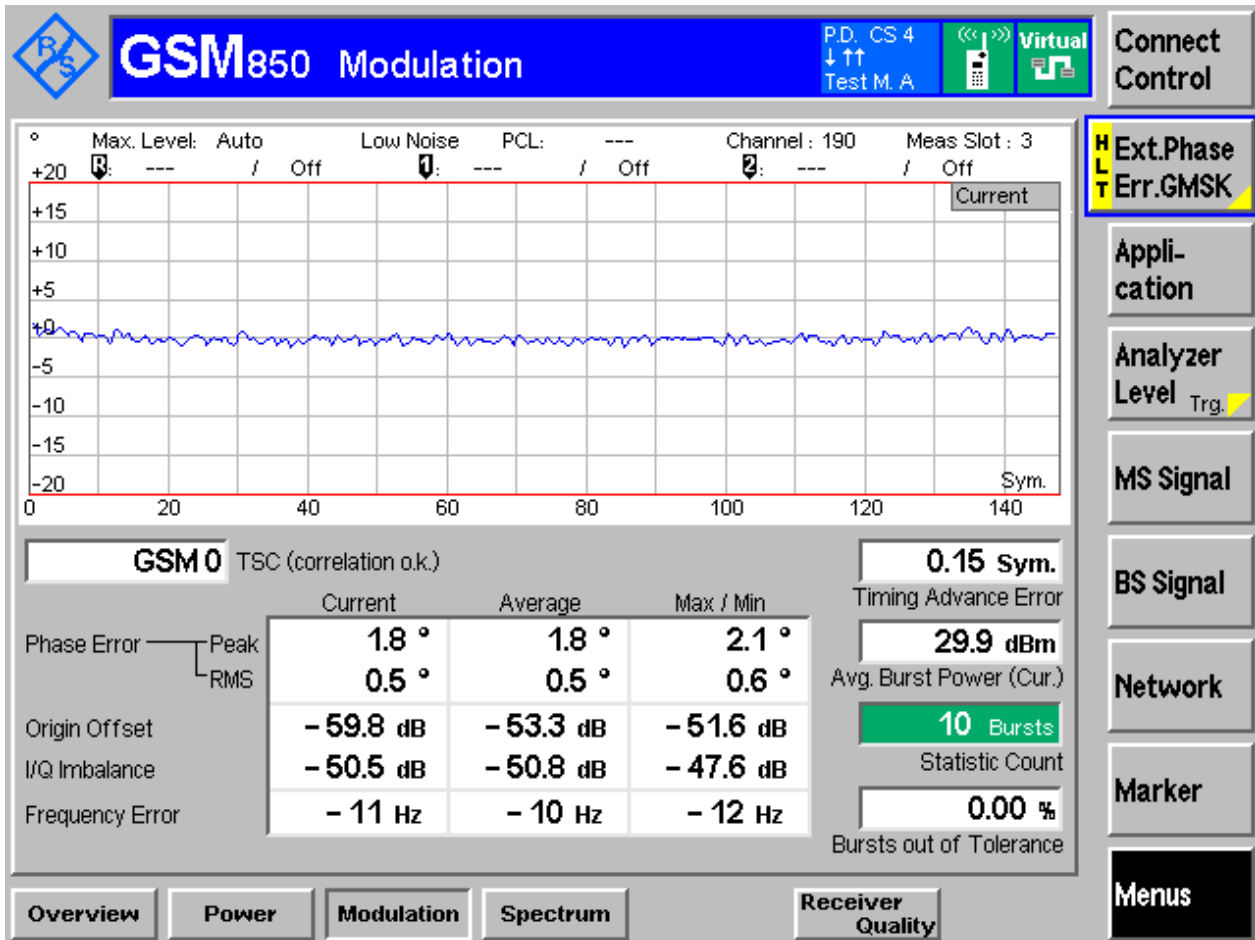 R/S
GSM850 Modulation
P.D. CS 4
↓ ↑↑
Test M. A
Virtual
Connect
Control
° Max. Level: Auto Low Noise PCL: --- Channel : 190 Meas Slot : 3
R: --- / Off 1: --- / Off 2: --- / Off
Current
+20
+15
+10
+5
+0
-5
-10
-15
-20
Sym.
0 20 40 60 80 100 120 140
GSM 0 TSC (correlation o.k.)
Current Average Max / Min
Phase Error Peak 1.8 ° 1.8 ° 2.1 °
RMS 0.5 ° 0.5 ° 0.6 °
Origin Offset – 59.8 dB – 53.3 dB – 51.6 dB
I/Q Imbalance – 50.5 dB – 50.8 dB – 47.6 dB
Frequency Error – 11 Hz – 10 Hz – 12 Hz
0.15 Sym.
Timing Advance Error
29.9 dBm
Avg. Burst Power (Cur.)
10 Bursts
Statistic Count
0.00 %
Bursts out of Tolerance
HLT
Ext.Phase
Err.GMSK
Appli-
cation
Analyzer
Level Trg.
MS Signal
BS Signal
Network
Marker
Menus
Overview Power Modulation Spectrum Receiver
Quality